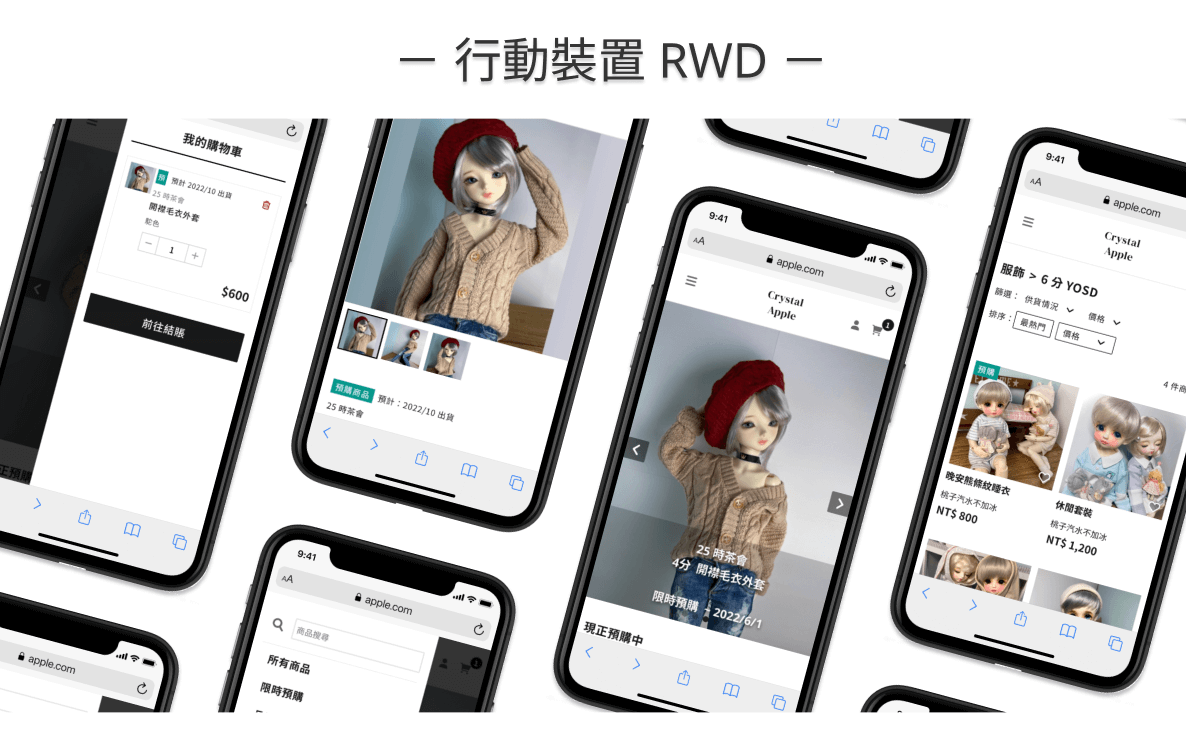 — 行動裝置 RWD —
我的購物車
預 預計 2022/10 出貨
25 時茶會
開襟毛衣外套
駝色
− 1 +
$600
前往結帳
正預購
預購商品 預計：2022/10 出貨
25 時茶會
9:41
AA apple.com
Crystal
Apple
1
25 時茶會
4分 開襟毛衣外套
限時預購 - 2022/6/1
現正預購中
9:41
AA apple.com
Crystal
Apple
服飾 > 6 分 YOSD
篩選： 供貨情況 價格
排序： 最熱門 價格
4 件商
預購
晚安熊條紋睡衣
桃子汽水不加冰
NT$ 800
休閒套裝
桃子汽水不加冰
NT$ 1,200
apple.com
9:41
AA apple.com
商品搜尋
1
所有商品
限時預購